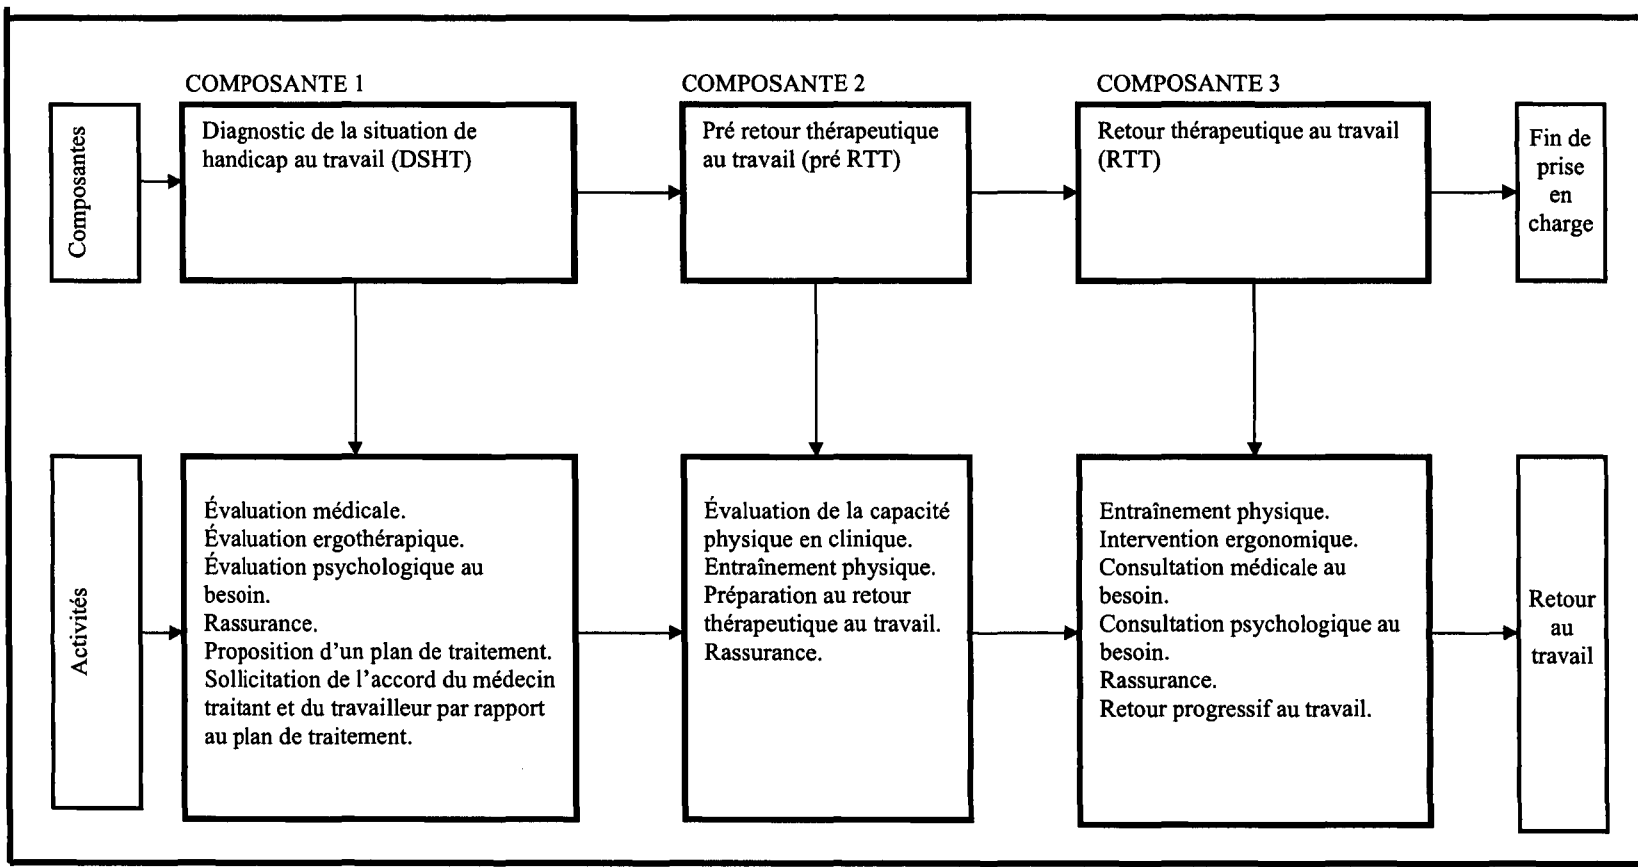 COMPOSANTE 1
COMPOSANTE 2
COMPOSANTE 3
Composantes
Diagnostic de la situation de
handicap au travail (DSHT)
Pré retour thérapeutique
au travail (pré RTT)
Retour thérapeutique au travail
(RTT)
Fin de
prise
en
charge
Activités
Évaluation médicale.
Évaluation ergothérapique.
Évaluation psychologique au
besoin.
Rassurance.
Proposition d'un plan de traitement.
Sollicitation de l'accord du médecin
traitant et du travailleur par rapport
au plan de traitement.
Évaluation de la capacité
physique en clinique.
Entraînement physique.
Préparation au retour
thérapeutique au travail.
Rassurance.
Entraînement physique.
Intervention ergonomique.
Consultation médicale au
besoin.
Consultation psychologique au
besoin.
Rassurance.
Retour progressif au travail.
Retour
au
travail